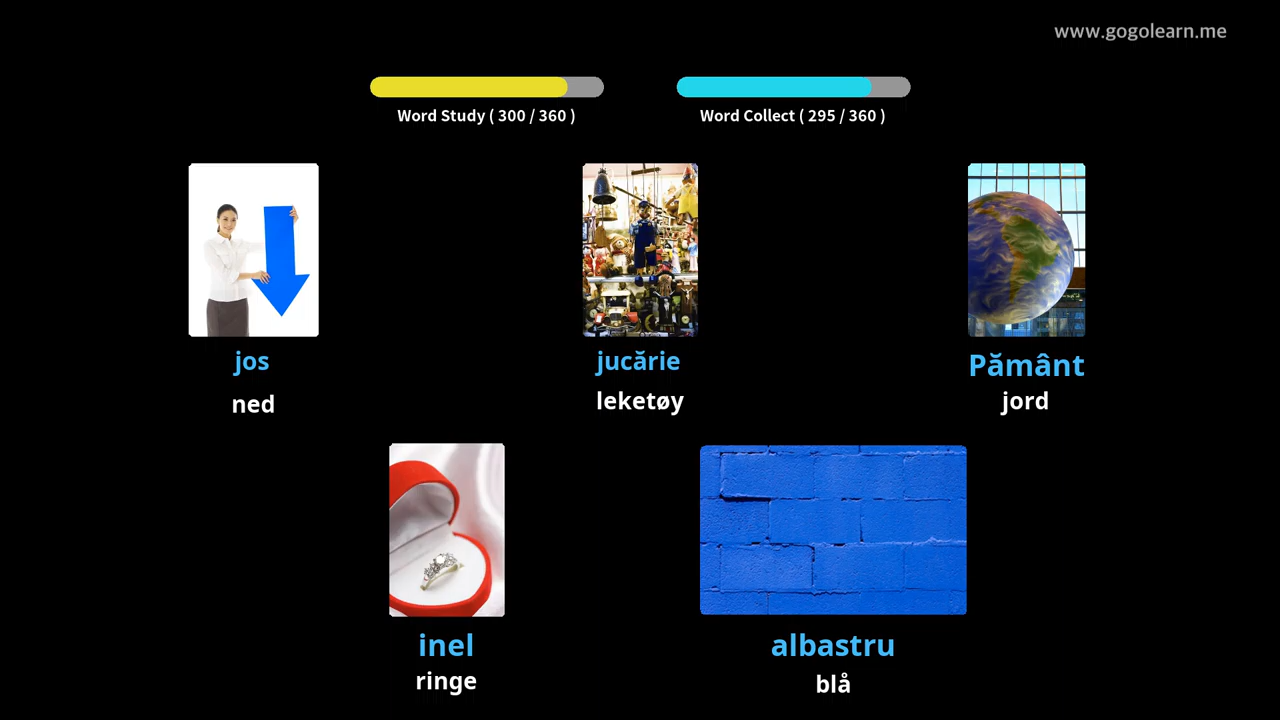 www.gogolearn.me
Word Study ( 300 / 360 )
Word Collect ( 295 / 360 )
jos
ned
jucărie
leketøy
Pământ
jord
inel
ringe
albastru
blå